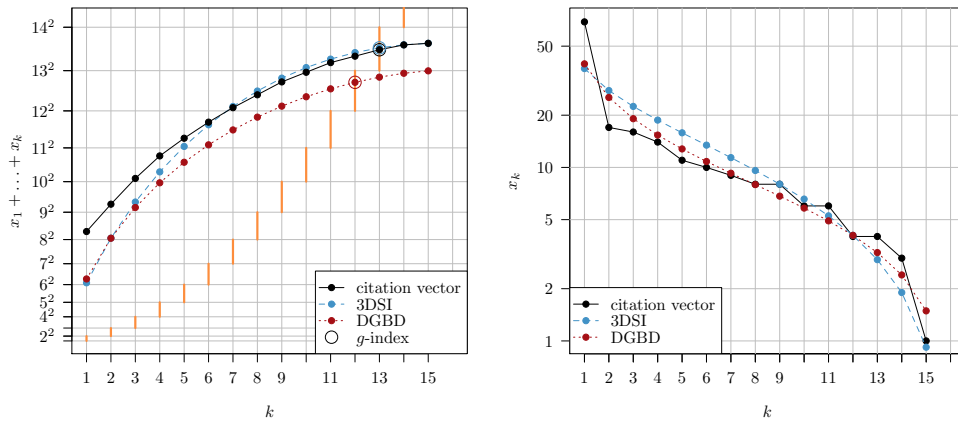 x₁ + … + xₖ
14²
13²
12²
11²
10²
9²
8²
7²
6²
5²
4²
2²
1 2 3 4 5 6 7 8 9 11 13 15
k
citation vector
3DSI
DGBD
g-index
xₖ
50
20
10
5
2
1
1 2 3 4 5 6 7 8 9 11 13 15
k
citation vector
3DSI
DGBD